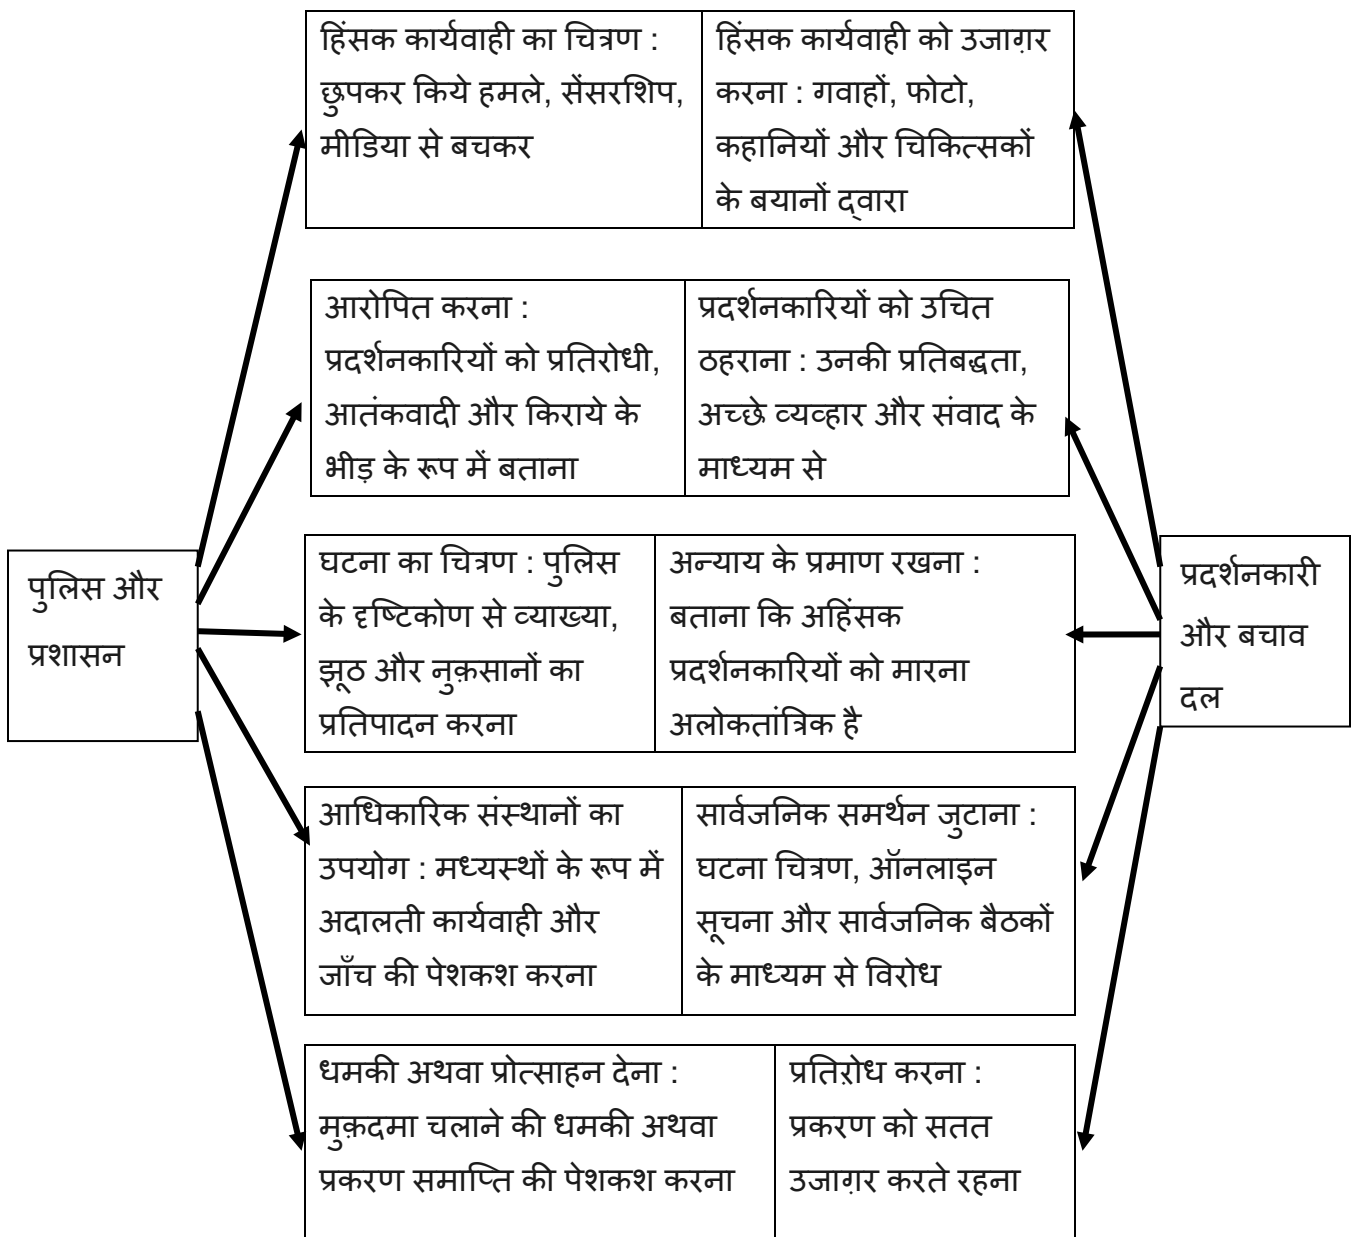 हिंसक कार्यवाही का चित्रण :
छुपकर किये हमले, सेंसरशिप,
मीडिया से बचकर
हिंसक कार्यवाही को उजाग़र
करना : गवाहों, फोटो,
कहानियों और चिकित्सकों
के बयानों द्वारा
आरोपित करना :
प्रदर्शनकारियों को प्रतिरोधी,
आतंकवादी और किराये के
भीड़ के रूप में बताना
प्रदर्शनकारियों को उचित
ठहराना : उनकी प्रतिबद्धता,
अच्छे व्यव्हार और संवाद के
माध्यम से
पुलिस और
प्रशासन
घटना का चित्रण : पुलिस
के दृष्टिकोण से व्याख्या,
झूठ और नुक़सानों का
प्रतिपादन करना
अन्याय के प्रमाण रखना :
बताना कि अहिंसक
प्रदर्शनकारियों को मारना
अलोकतांत्रिक है
प्रदर्शनकारी
और बचाव
दल
आधिकारिक संस्थानों का
उपयोग : मध्यस्थों के रूप में
अदालती कार्यवाही और
जाँच की पेशकश करना
सार्वजनिक समर्थन जुटाना :
घटना चित्रण, ऑनलाइन
सूचना और सार्वजनिक बैठकों
के माध्यम से विरोध
धमकी अथवा प्रोत्साहन देना :
मुक़दमा चलाने की धमकी अथवा
प्रकरण समाप्ति की पेशकश करना
प्रतिऱोध करना :
प्रकरण को सतत
उजाग़र करते रहना